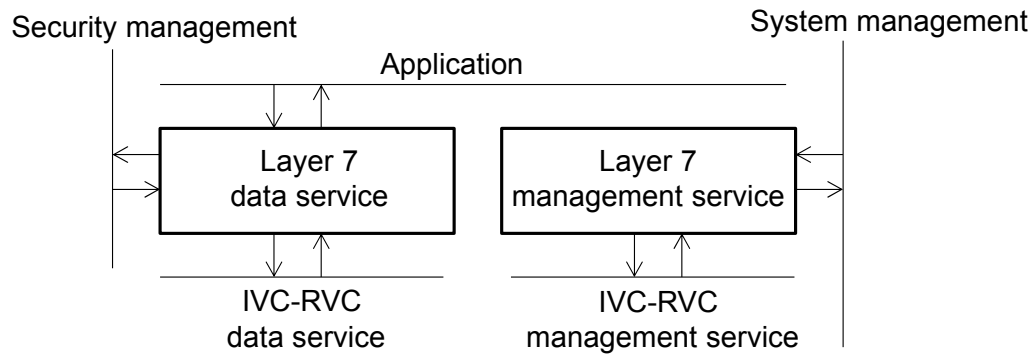 Security management
System management
Application
Layer 7
data service
Layer 7
management service
IVC-RVC
data service
IVC-RVC
management service